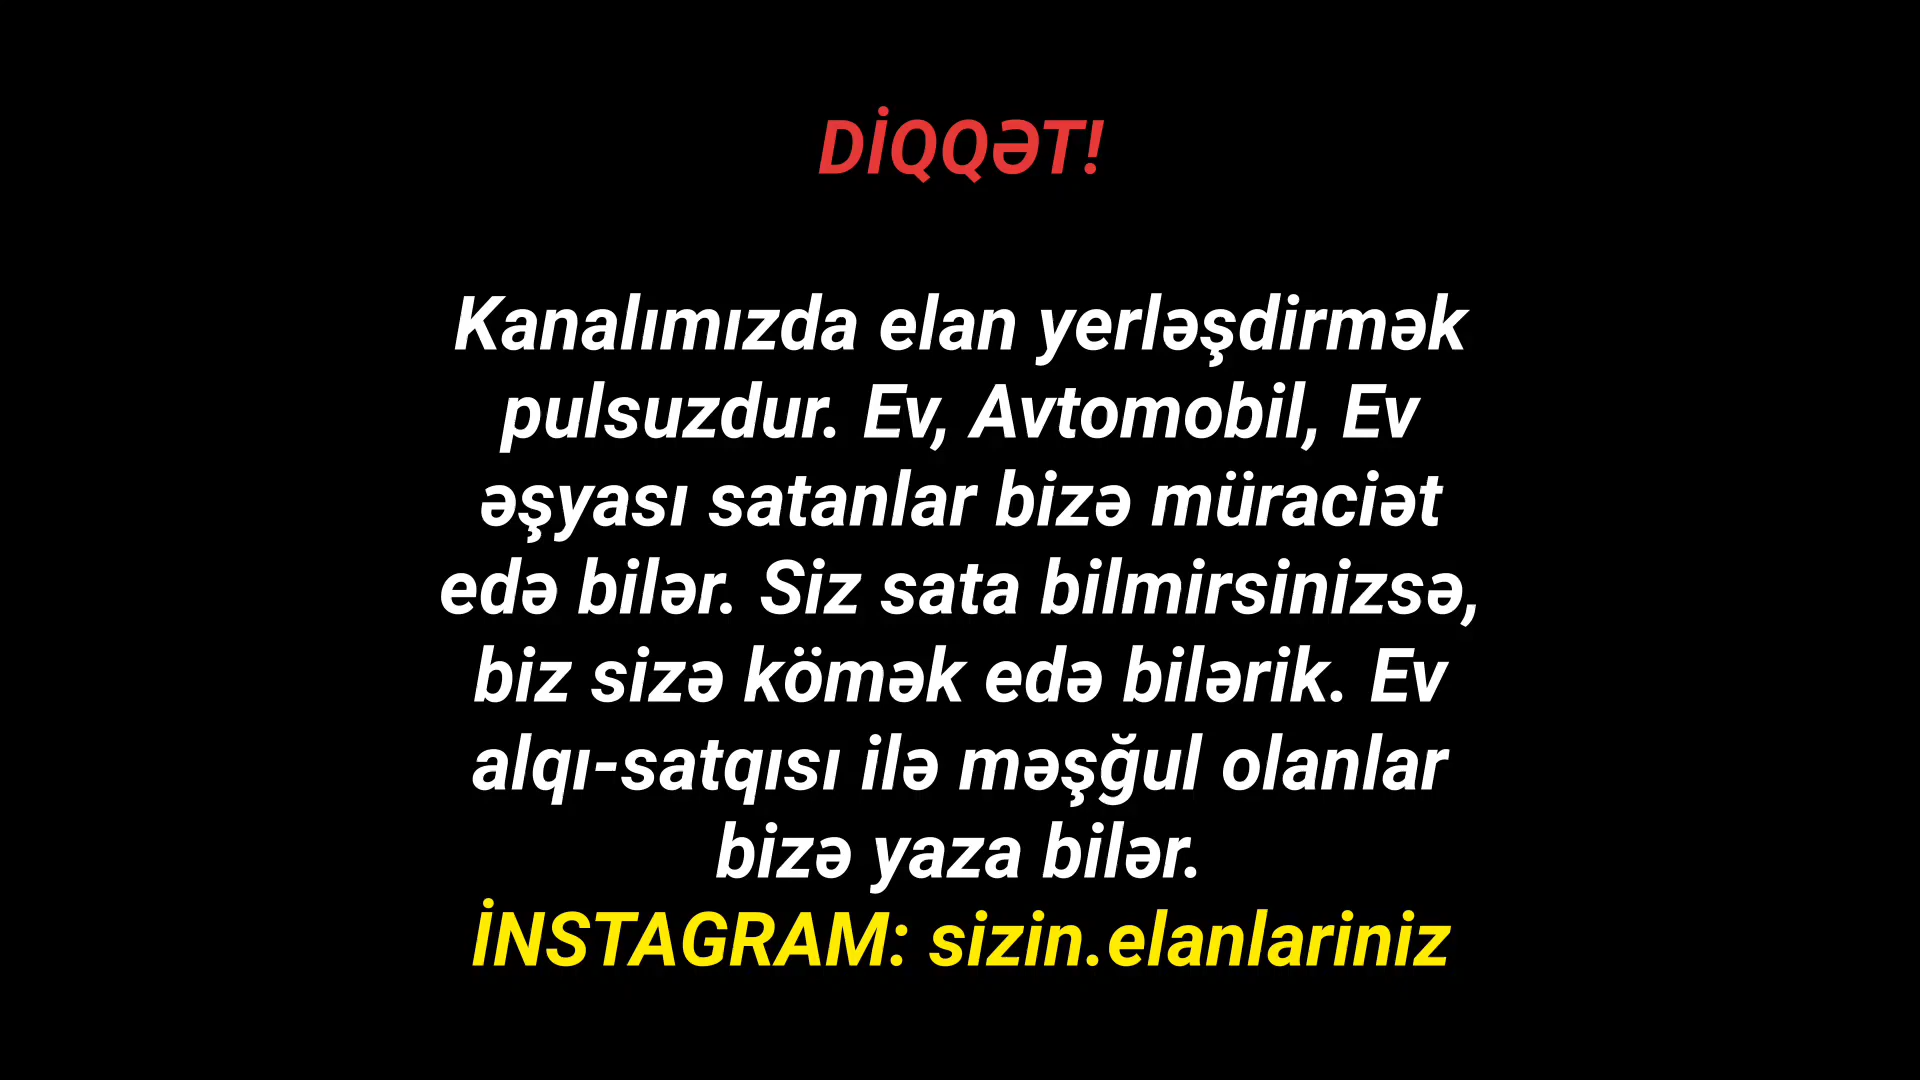 DİQQƏT!
Kanalımızda elan yerləşdirmək
pulsuzdur. Ev, Avtomobil, Ev
əşyası satanlar bizə müraciət
edə bilər. Siz sata bilmirsinizsə,
biz sizə kömək edə bilərik. Ev
alqı-satqısı ilə məşğul olanlar
bizə yaza bilər.
İNSTAGRAM: sizin.elanlariniz